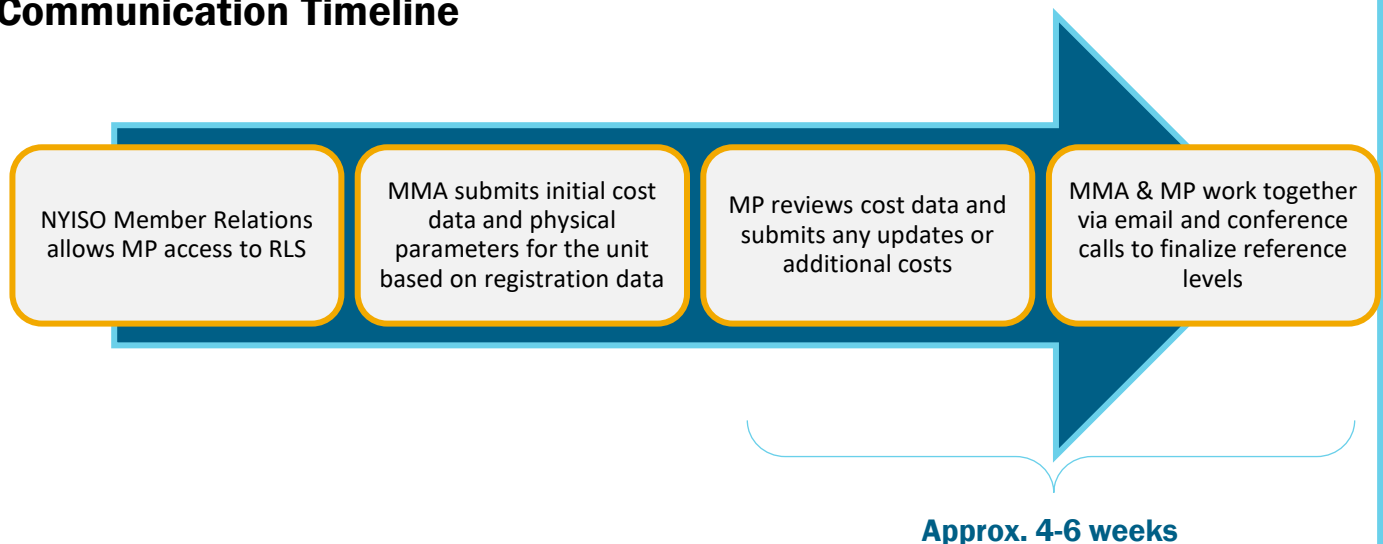 Communication Timeline
NYISO Member Relations
allows MP access to RLS
MMA submits initial cost
data and physical
parameters for the unit
based on registration data
MP reviews cost data and
submits any updates or
additional costs
MMA & MP work together
via email and conference
calls to finalize reference
levels
Approx. 4-6 weeks